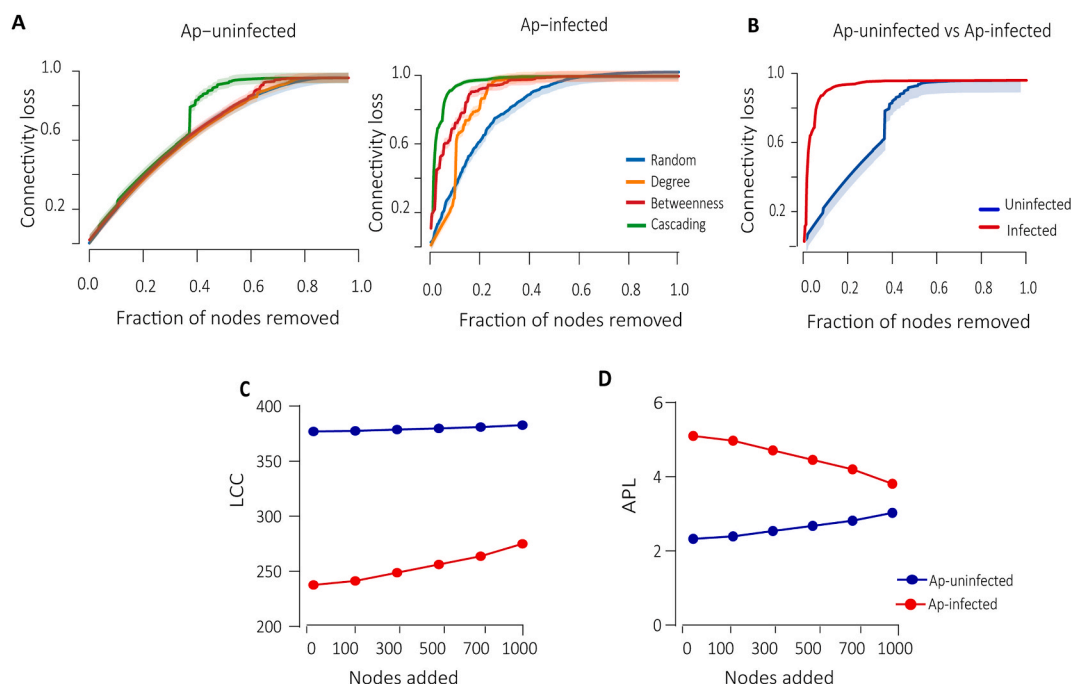 A
Ap-uninfected
Connectivity loss
1.0
0.6
0.2
0.0 0.2 0.4 0.6 0.8 1.0
Fraction of nodes removed
Ap-infected
Connectivity loss
1.0
0.8
0.6
0.4
0.2
0.0 0.2 0.4 0.6 0.8 1.0
Fraction of nodes removed
Random
Degree
Betweenness
Cascading
B
Ap-uninfected vs Ap-infected
Connectivity loss
1.0
0.6
0.2
0.0 0.2 0.4 0.6 0.8 1.0
Fraction of nodes removed
Uninfected
Infected
C
LCC
400
350
300
250
200
0 100 300 500 700 1000
Nodes added
D
APL
6
4
2
0
0 100 300 500 700 1000
Nodes added
Ap-uninfected
Ap-infected